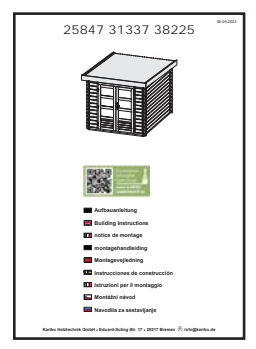 25847 31337 38225
Aufbauanleitung
Building Instructions
notice de montage
montagehandleiding
Montagevejledning
Instrucciones de construcción
Istruzioni per il montaggio
Montážní návod
Navodila za sestavljanje
Karibu Holztechnik GmbH • Eduard-Suling-Str. 17 • 28217 Bremen info@karibu.de